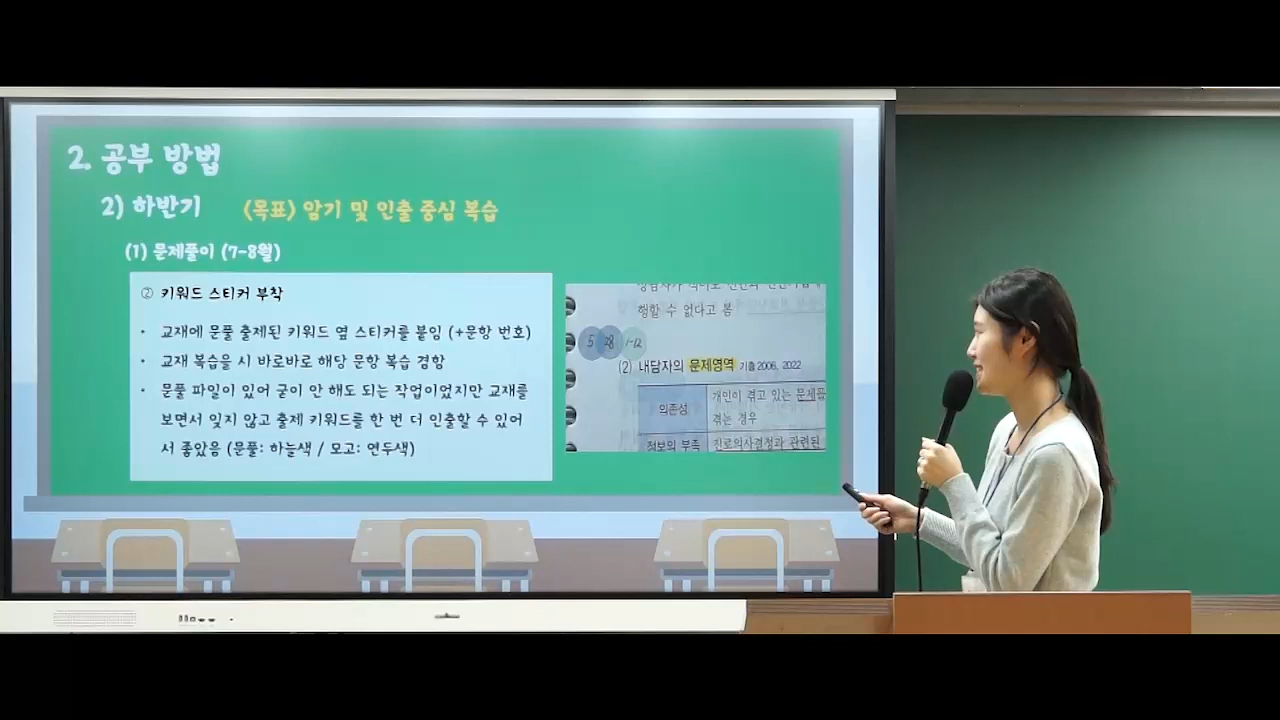 2. 공부 방법
2) 하반기 〈목표〉 암기 및 인출 중심 복습
(1) 문제풀이 (7-8월)
② 키워드 스티커 부착
• 교재에 문풀 출제된 키워드 옆 스티커를 붙임 (+문항 번호)
• 교재 복습을 시 바로바로 해당 문항 복습 겸함
• 문풀 파일이 있어 굳이 안 해도 되는 작업이었지만 교재를
보면서 잊지 않고 출제 키워드를 한 번 더 인출할 수 있어
서 좋았음 (문풀: 하늘색 / 모고: 연두색)
행할 수 없다고 봄
5 28 1-12
(2) 내담자의 문제영역 기출 2006, 2022
의존성
개인이 겪고 있는 문제를
겪는 경우
정보의 부족
진로의사결정과 관련된